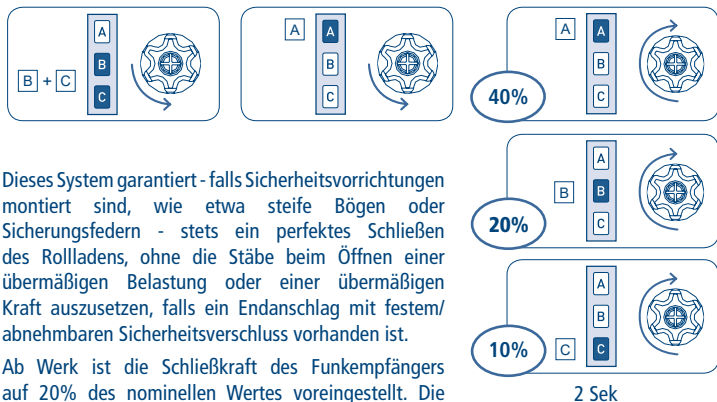 A
B
C
B + C
A
A
B
C
A
A
B
C
40%
A
B
C
B
20%
A
B
C
C
10%
2 Sek
Dieses System garantiert - falls Sicherheitsvorrichtungen
montiert sind, wie etwa steife Bögen oder
Sicherungsfedern - stets ein perfektes Schließen
des Rollladens, ohne die Stäbe beim Öffnen einer
übermäßigen Belastung oder einer übermäßigen
Kraft auszusetzen, falls ein Endanschlag mit festem/
abnehmbaren Sicherheitsverschluss vorhanden ist.
Ab Werk ist die Schließkraft des Funkempfängers
auf 20% des nominellen Wertes voreingestellt. Die